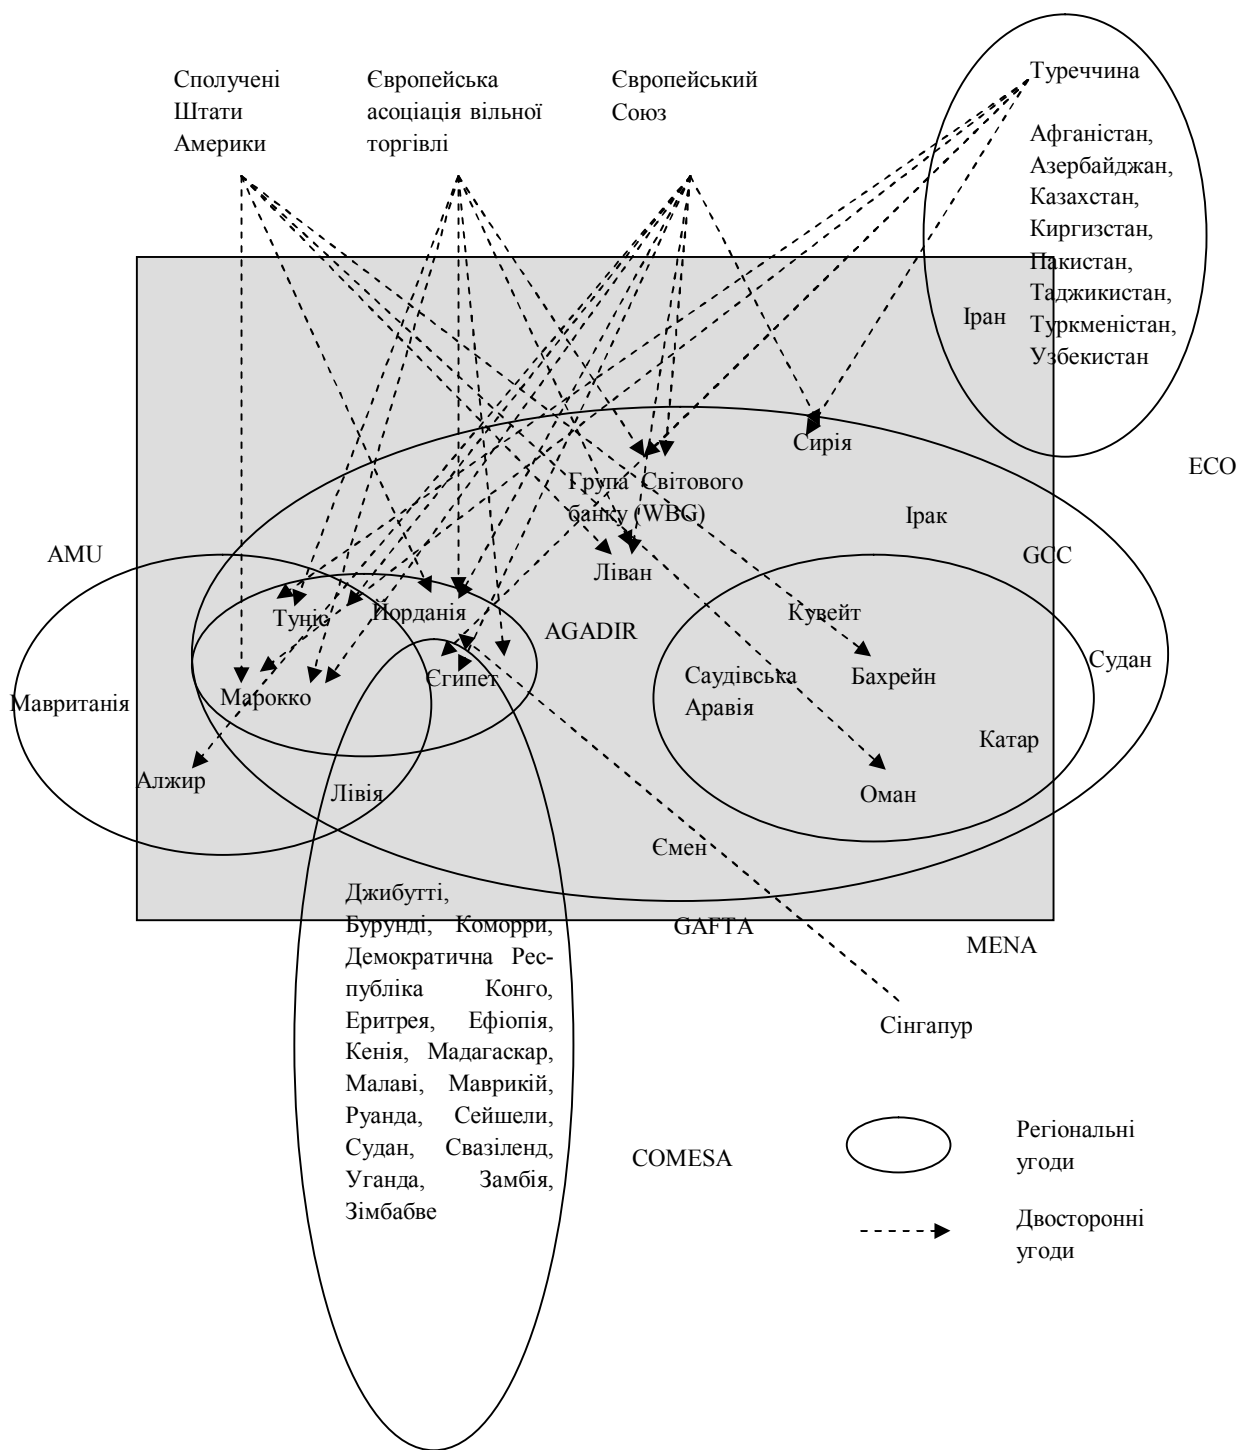 Сполучені
Штати
Америки
Європейська
асоціація вільної
торгівлі
Європейський
Союз
Туреччина
Афганістан,
Азербайджан,
Казахстан,
Киргизстан,
Пакистан,
Таджикистан,
Туркменістан,
Узбекистан
Іран
ECO
Сирія
Група Світового
банку (WBG)
Ірак
GCC
AMU
Ліван
Туніс
Йорданія
AGADIR
Кувейт
Судан
Мавританія
Марокко
Єгипет
Саудівська
Аравія
Бахрейн
Катар
Алжир
Лівія
Оман
Ємен
Джибутті,
Бурунді, Коморри,
Демократична Рес-
публіка Конго,
Еритрея, Ефіопія,
Кенія, Мадагаскар,
Малаві, Маврикій,
Руанда, Сейшели,
Судан, Свазіленд,
Уганда, Замбія,
Зімбабве
GAFTA
MENA
Сінгапур
COMESA
Регіональні
угоди
Двосторонні
угоди